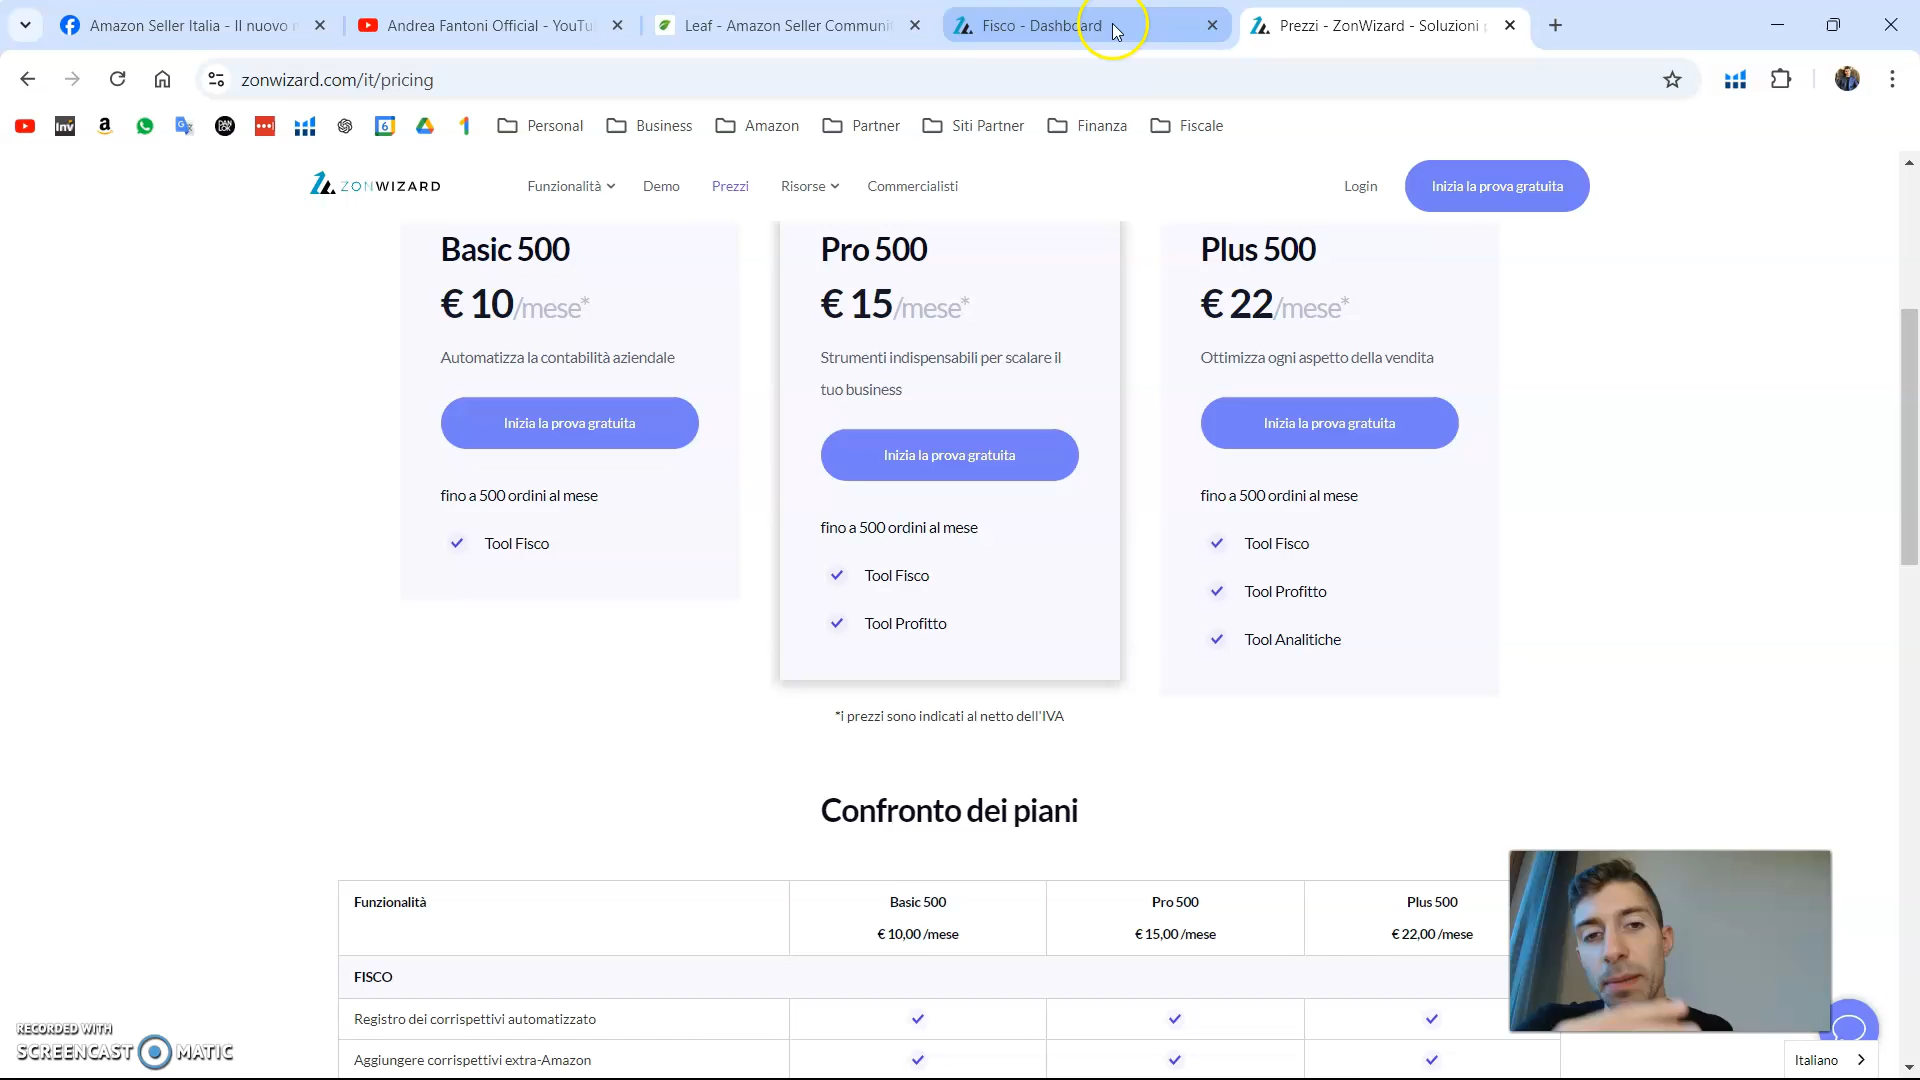 Amazon Seller Italia - Il nuovo
Andrea Fantoni Official - YouTu
Leaf - Amazon Seller Communi
Fisco - Dashboard
Prezzi - ZonWizard - Soluzioni
zonwizard.com/it/pricing
Inv
a
DAN LOK
6
Personal
Business
Amazon
Partner
Siti Partner
Finanza
Fiscale
ZONWIZARD
Funzionalità
Demo
Prezzi
Risorse
Commercialisti
Login
Inizia la prova gratuita
Basic 500
€ 10/mese*
Automatizza la contabilità aziendale
Inizia la prova gratuita
fino a 500 ordini al mese
Tool Fisco
Pro 500
€ 15/mese*
Strumenti indispensabili per scalare il
tuo business
Inizia la prova gratuita
fino a 500 ordini al mese
Tool Fisco
Tool Profitto
Plus 500
€ 22/mese*
Ottimizza ogni aspetto della vendita
Inizia la prova gratuita
fino a 500 ordini al mese
Tool Fisco
Tool Profitto
Tool Analitiche
*i prezzi sono indicati al netto dell'IVA
Confronto dei piani
Funzionalità
Basic 500
€ 10,00 /mese
Pro 500
€ 15,00 /mese
Plus 500
€ 22,00 /mese
FISCO
Registro dei corrispettivi automatizzato
Aggiungere corrispettivi extra-Amazon
RECORDED WITH
SCREENCAST MATIC
Italiano